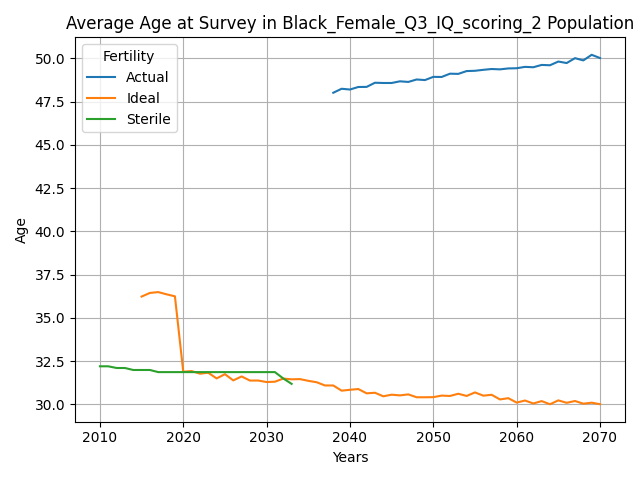 Average Age at Survey in Black_Female_Q3_IQ_scoring_2 Population
Fertility
Actual
Ideal
Sterile
50.0
47.5
45.0
42.5
40.0
37.5
35.0
32.5
30.0
Age
2010 2020 2030 2040 2050 2060 2070
Years